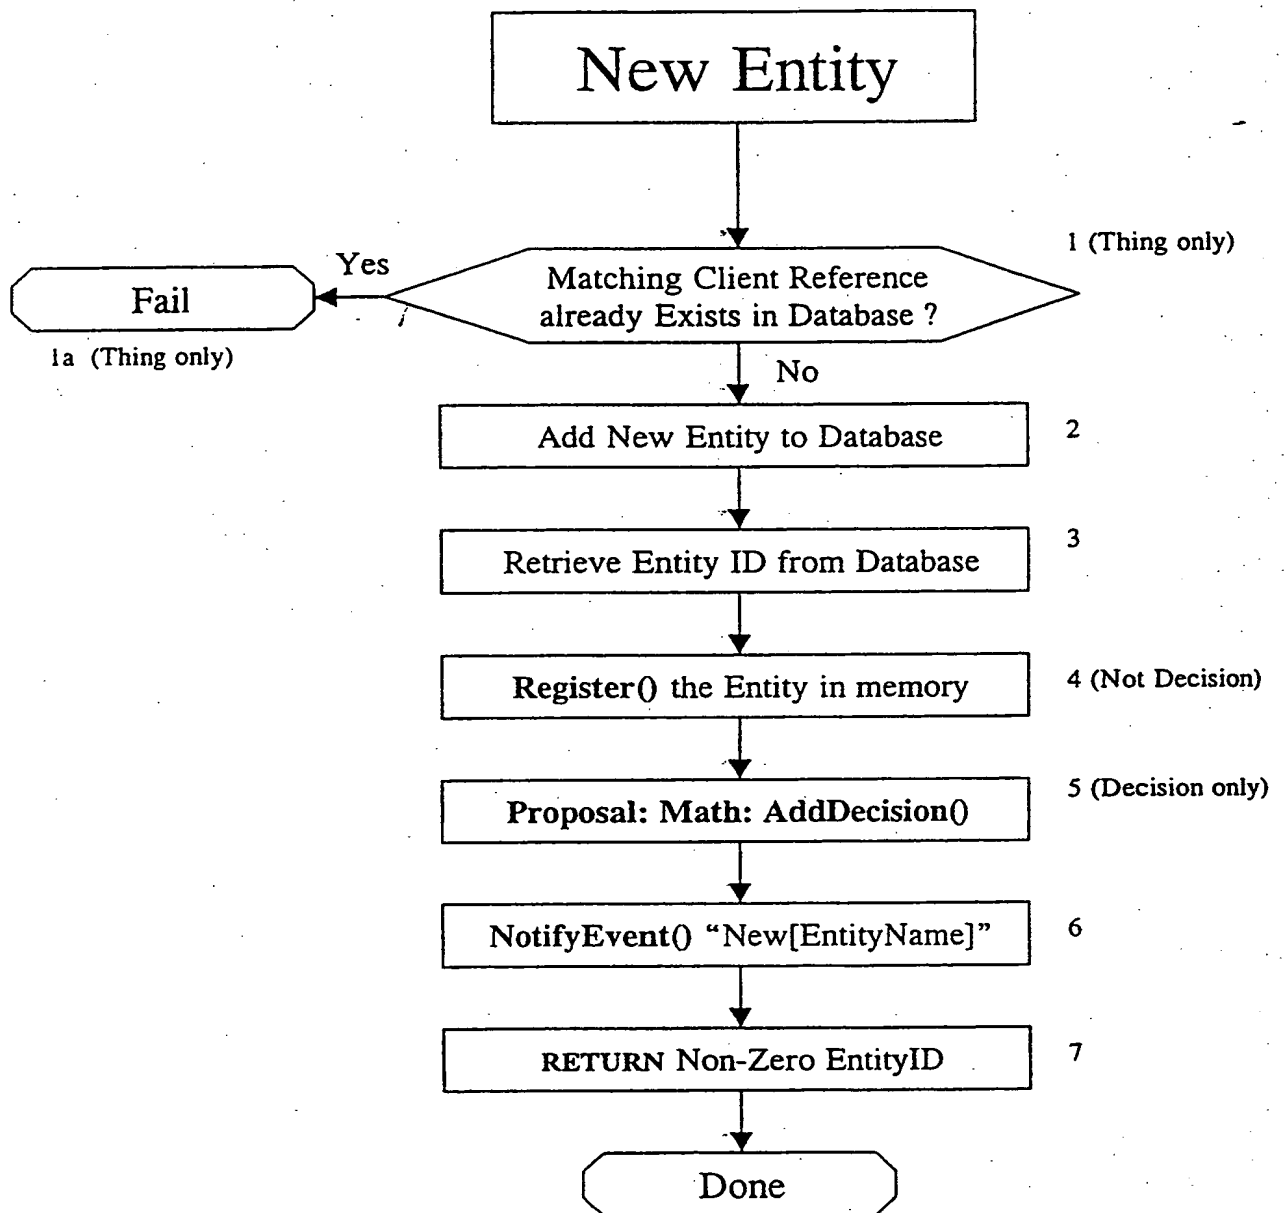 New Entity
1 (Thing only)
Yes
Matching Client Reference
already Exists in Database ?
Fail
1a (Thing only)
No
Add New Entity to Database
2
Retrieve Entity ID from Database
3
Register() the Entity in memory
4 (Not Decision)
Proposal: Math: AddDecision()
5 (Decision only)
NotifyEvent() “New[EntityName]”
6
RETURN Non-Zero EntityID
7
Done